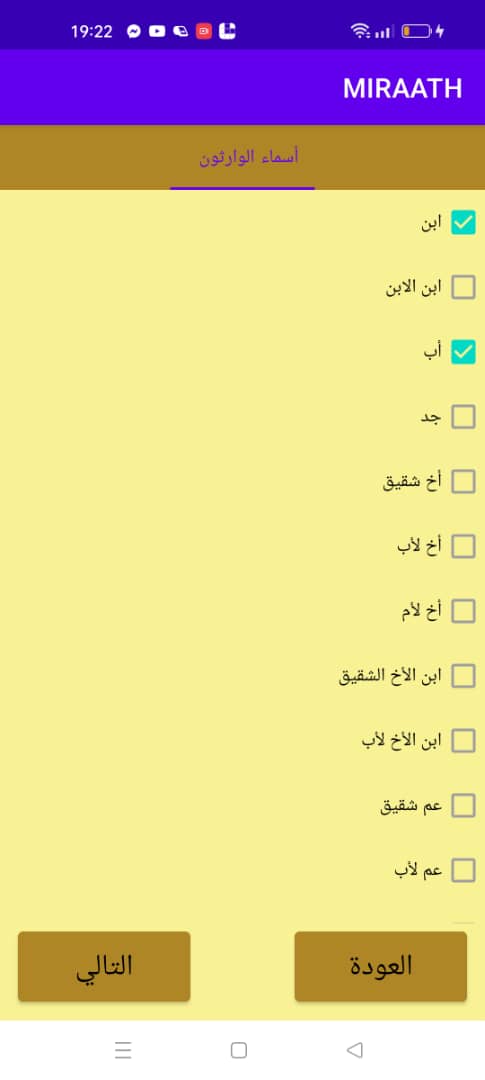 19:22
MIRAATH
أسماء الوارثون
ابن
ابن الابن
أب
جد
أخ شقيق
أخ لأب
أخ لأم
ابن الأخ الشقيق
ابن الأخ لأب
عم شقيق
عم لأب
العودة
التالي